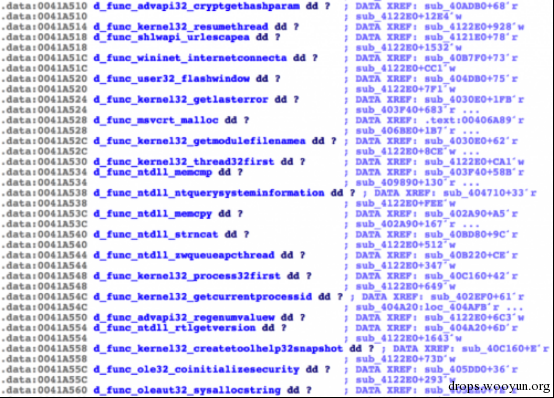 .data:0041A510 d_func_advapi32_cryptgethashparam dd ? ; DATA XREF: sub_40ADB0+68↑r
.data:0041A510 ; sub_4122E0+12E4↑w
.data:0041A514 d_func_kernel32_resumethread dd ? ; DATA XREF: sub_4122E0+928↑w
.data:0041A518 d_func_shlwapi_urlescapea dd ? ; DATA XREF: sub_4121E0+78↑r
.data:0041A518 ; sub_4122E0+1532↑w
.data:0041A51C d_func_wininet_internetconnecta dd ? ; DATA XREF: sub_40B7F0+73↑r
.data:0041A51C ; sub_4122E0+CC1↑w
.data:0041A520 d_func_user32_flashwindow dd ? ; DATA XREF: sub_404DB0+75↑r
.data:0041A520 ; sub_4122E0+7F1↑w
.data:0041A524 d_func_kernel32_getlasterror dd ? ; DATA XREF: sub_4030E0+1FB↑r
.data:0041A524 ; sub_403F40+683↑r ...
.data:0041A528 d_func_msvcrt_malloc dd ? ; DATA XREF: .text:00406A89↑r
.data:0041A528 ; sub_406BE0+1B7↑r ...
.data:0041A52C d_func_kernel32_getmodulefilenamea dd ? ; DATA XREF: sub_4030E0+62↑r
.data:0041A52C ; sub_4122E0+8CE↑w ...
.data:0041A530 d_func_kernel32_thread32first dd ? ; DATA XREF: sub_4122E0+CA1↑w
.data:0041A534 d_func_ntdll_memcmp dd ? ; DATA XREF: sub_403F40+58B↑r
.data:0041A534 ; sub_409890+130↑r ...
.data:0041A538 d_func_ntdll_ntquerysysteminformation dd ? ; DATA XREF: sub_404710+33↑r
.data:0041A538 ; sub_4122E0+FEE↑w
.data:0041A53C d_func_ntdll_memcpy dd ? ; DATA XREF: sub_402A90+A5↑r
.data:0041A53C ; sub_402A90+167↑r ...
.data:0041A540 d_func_ntdll_strncat dd ? ; DATA XREF: sub_40BD80+9C↑r
.data:0041A540 ; sub_4122E0+512↑w
.data:0041A544 d_func_ntdll_zwqueueapcthread dd ? ; DATA XREF: sub_40B220+CE↑r
.data:0041A544 ; sub_4122E0+347↑w
.data:0041A548 d_func_kernel32_process32first dd ? ; DATA XREF: sub_40C160+42↑r
.data:0041A548 ; sub_4122E0+649↑w
.data:0041A54C d_func_kernel32_getcurrentprocessid dd ? ; DATA XREF: sub_402EF0+61↑r
.data:0041A54C ; sub_404A20:loc_404AFB↑r ...
.data:0041A550 d_func_advapi32_regenumvaluew dd ? ; DATA XREF: sub_4122E0+6C3↑w
.data:0041A554 d_func_ntdll_rtlgetversion dd ? ; DATA XREF: sub_404A20+6D↑r
.data:0041A554 ; sub_4122E0+1643↑w
.data:0041A558 d_func_kernel32_createtoolhelp32snapshot dd ? ; DATA XREF: sub_40C160+E↑r
.data:0041A558 ; sub_4122E0+73D↑w
.data:0041A55C d_func_ole32_coinitializesecurity dd ? ; DATA XREF: sub_405DD0+36↑r
.data:0041A55C ; sub_4122E0+293↑w
.data:0041A560 d_func_oleaut32_sysallocstring dd ? ; DATA XREF:
drops.wooyun.org